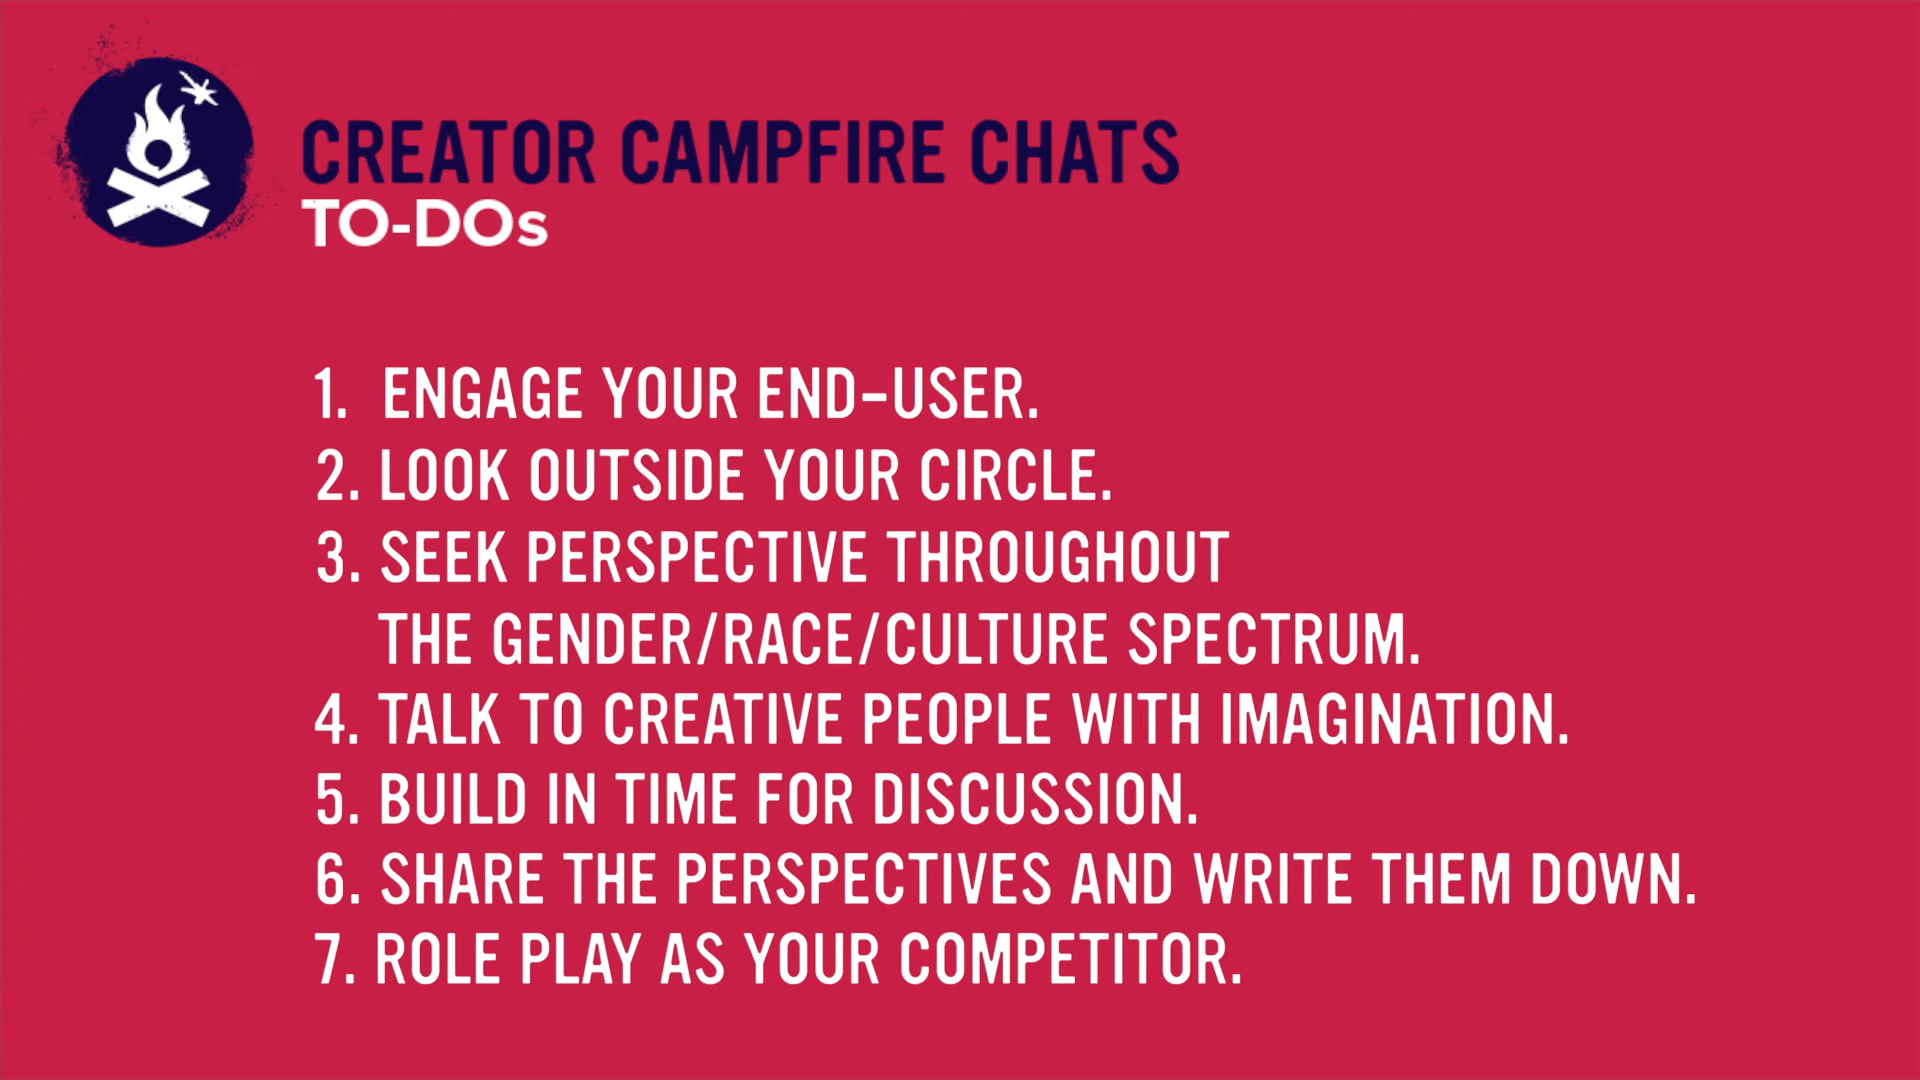 CREATOR CAMPFIRE CHATS
TO-DOs
1. ENGAGE YOUR END-USER.
2. LOOK OUTSIDE YOUR CIRCLE.
3. SEEK PERSPECTIVE THROUGHOUT
THE GENDER/RACE/CULTURE SPECTRUM.
4. TALK TO CREATIVE PEOPLE WITH IMAGINATION.
5. BUILD IN TIME FOR DISCUSSION.
6. SHARE THE PERSPECTIVES AND WRITE THEM DOWN.
7. ROLE PLAY AS YOUR COMPETITOR.